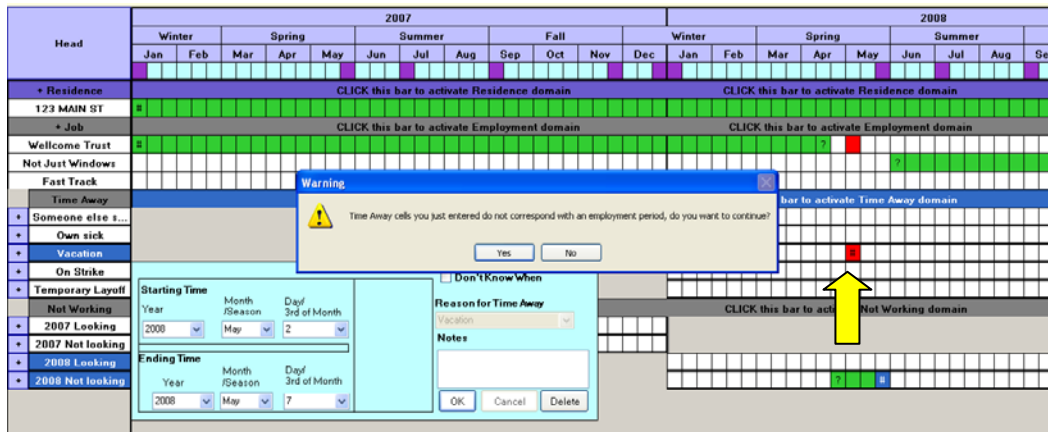 2007 2008
Head
Winter Spring Summer Fall Winter Spring Summer
Jan Feb Mar Apr May Jun Jul Aug Sep Oct Nov Dec Jan Feb Mar Apr May Jun Jul Aug Se
+ Residence CLICK this bar to activate Residence domain CLICK this bar to activate Residence domain
123 MAIN ST #
+ Job CLICK this bar to activate Employment domain CLICK this bar to activate Employment domain
Wellcome Trust # ?
Not Just Windows ?
Fast Track
Warning
Time Away bar to activate Time Away domain
+ Someone else s...
Time Away cells you just entered do not correspond with an employment period, do you want to continue?
+ Own sick
+ Vacation Yes No #
+ On Strike
Don't Know When
+ Temporary Layoff Starting Time
Not Working Year Month /Season Day/ 3rd of Month Reason for Time Away CLICK this bar to activ Not Working domain
+ 2007 Looking 2008 May 2 Vacation
+ 2007 Not looking Notes
+ 2008 Looking Ending Time
+ 2008 Not looking Year Month /Season Day/ 3rd of Month ? #
2008 May 7 OK Cancel Delete